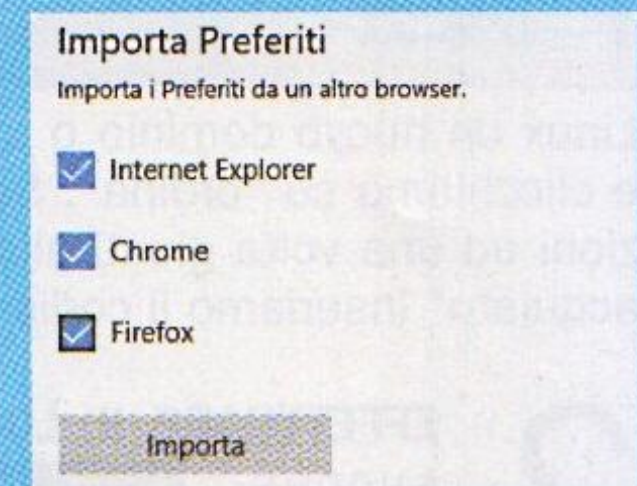 Importa Preferiti
Importa i Preferiti da un altro browser.
Internet Explorer
Chrome
Firefox
Importa